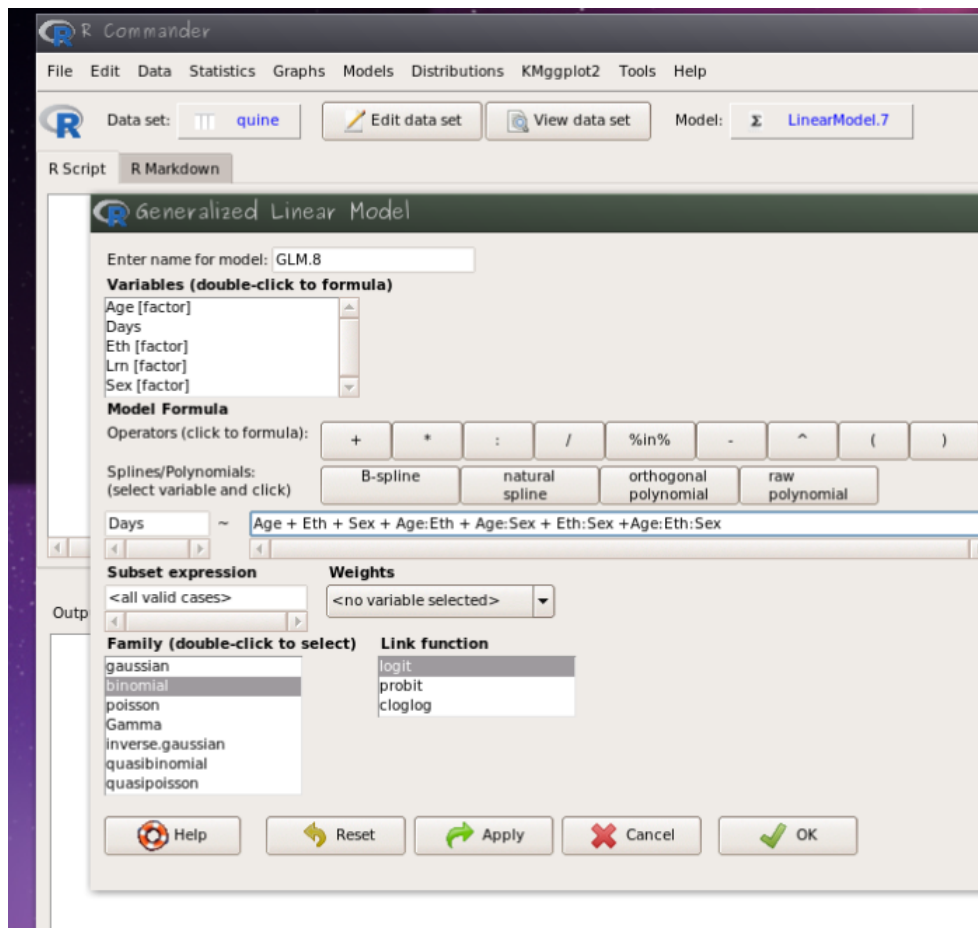 R Commander
File Edit Data Statistics Graphs Models Distributions KMggplot2 Tools Help
R Data set: quine Edit data set View data set Model: Σ LinearModel.7
R Script R Markdown
R Generalized Linear Model
Enter name for model: GLM.8
Variables (double-click to formula)
Age [factor]
Days
Eth [factor]
Lrn [factor]
Sex [factor]
Model Formula
Operators (click to formula): + * : / %in% - ^ ( )
Splines/Polynomials:
(select variable and click)
B-spline
natural
spline
orthogonal
polynomial
raw
polynomial
Days ~ Age + Eth + Sex + Age:Eth + Age:Sex + Eth:Sex +Age:Eth:Sex
Subset expression Weights
<all valid cases> <no variable selected>
Outp
Family (double-click to select) Link function
gaussian logit
binomial probit
poisson cloglog
Gamma
inverse.gaussian
quasibinomial
quasipoisson
Help Reset Apply Cancel OK